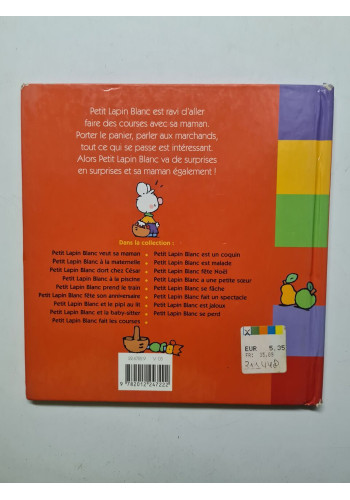 Petit Lapin Blanc est ravi d'aller
faire des courses avec sa maman.
Porter le panier, parler aux marchands,
tout ce qui se passe est intéressant.
Alors Petit Lapin Blanc va de surprises
en surprises et sa maman également !
Dans la collection :
Petit Lapin Blanc veut sa maman
Petit Lapin Blanc à la maternelle
Petit Lapin Blanc dort chez César
Petit Lapin Blanc à la piscine
Petit Lapin Blanc prend le train
Petit Lapin Blanc fête son anniversaire
Petit Lapin Blanc et le pipi au lit
Petit Lapin Blanc et la baby-sitter
Petit Lapin Blanc fait les courses
Petit Lapin Blanc est un coquin
Petit Lapin Blanc est malade
Petit Lapin Blanc fête Noël
Petit Lapin Blanc a une petite sœur
Petit Lapin Blanc se fâche
Petit Lapin Blanc fait un spectacle
Petit Lapin Blanc est jaloux
Petit Lapin Blanc se perd
EUR 5,35
9 782012 247222